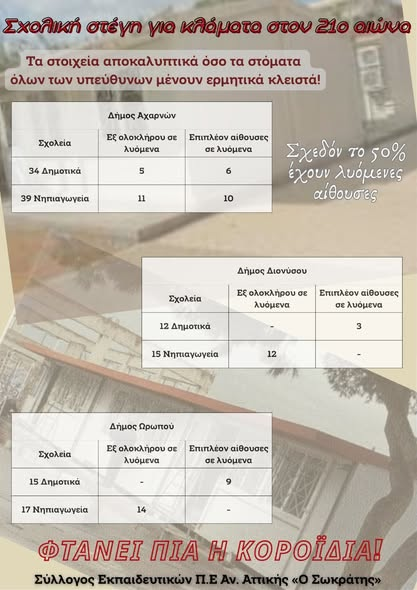 Σχολική στέγη για κλάματα στον 21ο αιώνα
Τα στοιχεία αποκαλυπτικά όσο τα στόματα
όλων των υπεύθυνων μένουν ερμητικά κλειστά!
Δήμος Αχαρνών
Σχολεία Εξ ολοκλήρου σε λυόμενα Επιπλέον αίθουσες σε λυόμενα
34 Δημοτικά 5 6
39 Νηπιαγωγεία 11 10
Σχεδόν το 50%
έχουν λυόμενες
αίθουσες
Δήμος Διονύσου
Σχολεία Εξ ολοκλήρου σε λυόμενα Επιπλέον αίθουσες σε λυόμενα
12 Δημοτικά - 3
15 Νηπιαγωγεία 12 -
Δήμος Ωρωπού
Σχολεία Εξ ολοκλήρου σε λυόμενα Επιπλέον αίθουσες σε λυόμενα
15 Δημοτικά - 9
17 Νηπιαγωγεία 14 -
ΦΤΑΝΕΙ ΠΙΑ Η ΚΟΡΟΪΔΙΑ!
Σύλλογος Εκπαιδευτικών Π.Ε Αν. Αττικής «Ο Σωκράτης»